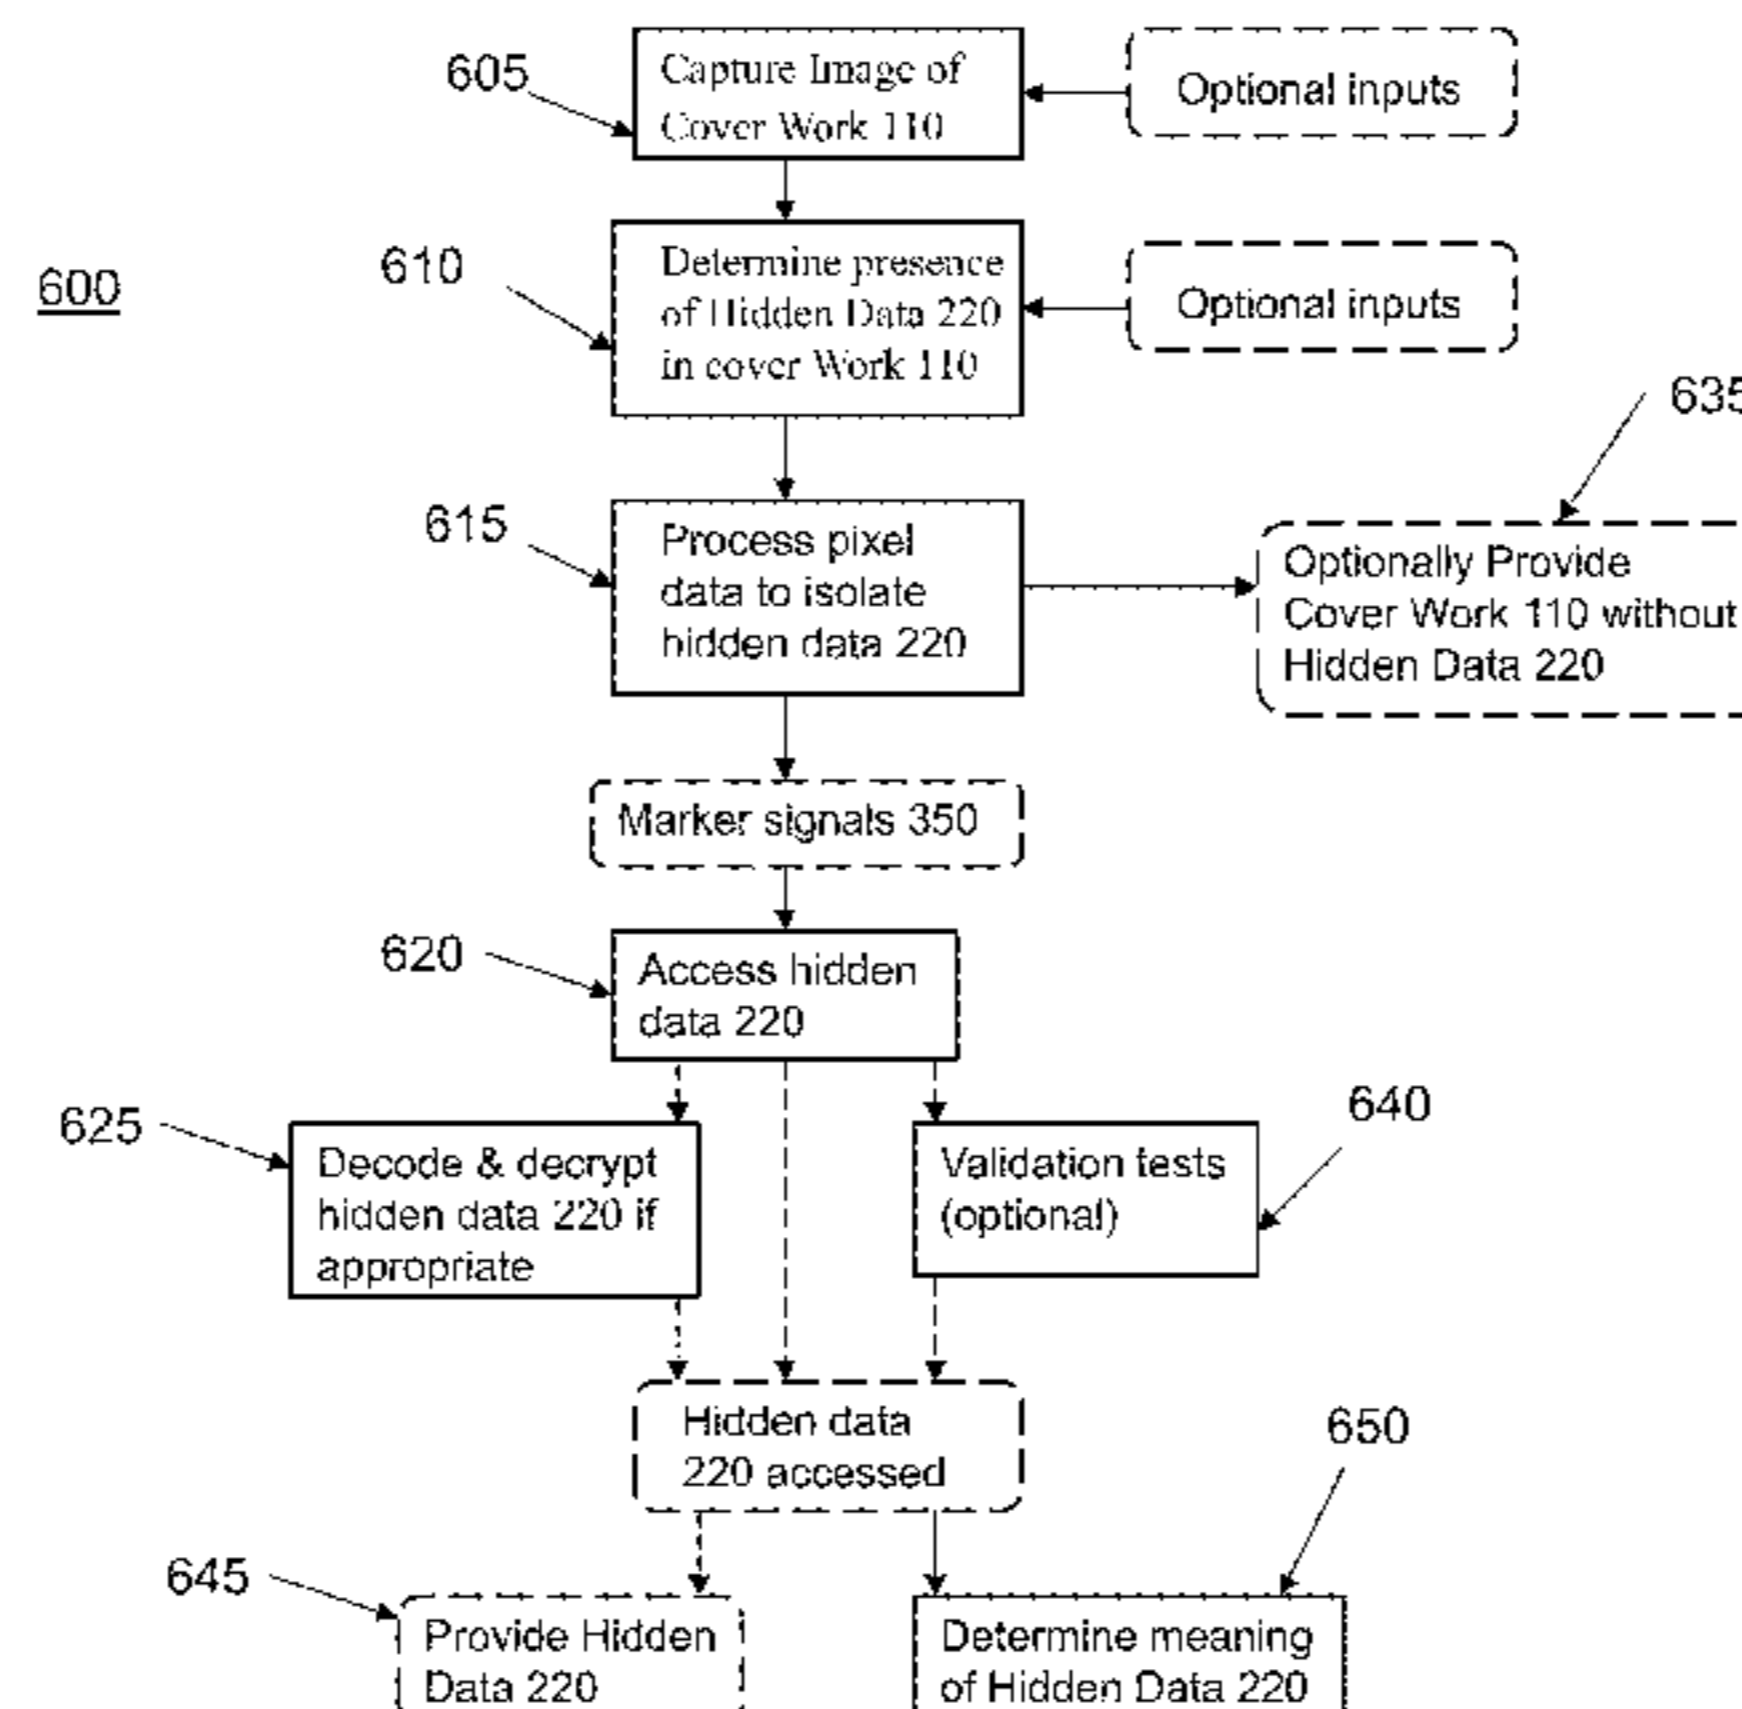 605
Capture Image of
Cover Work 110
Optional inputs
600
610
Determine presence
of Hidden Data 220
in cover Work 110
Optional inputs
635
615
Process pixel
data to isolate
hidden data 220
Optionally Provide
Cover Work 110 without
Hidden Data 220
Marker signals 350
620
Access hidden
data 220
625
Decode & decrypt
hidden data 220 if
appropriate
Validation tests
(optional)
640
Hidden data
220 accessed
650
645
Provide Hidden
Data 220
Determine meaning
of Hidden Data 220